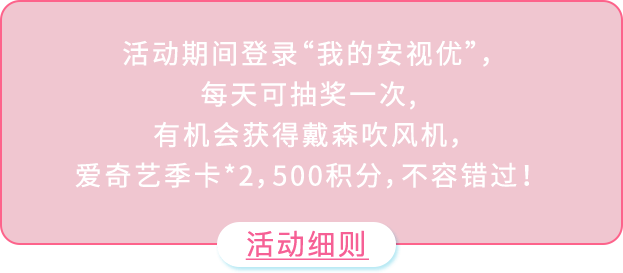 活动期间登录“我的安视优”，
每天可抽奖一次，
有机会获得戴森吹风机，
爱奇艺季卡*2，500积分，不容错过！
活动细则